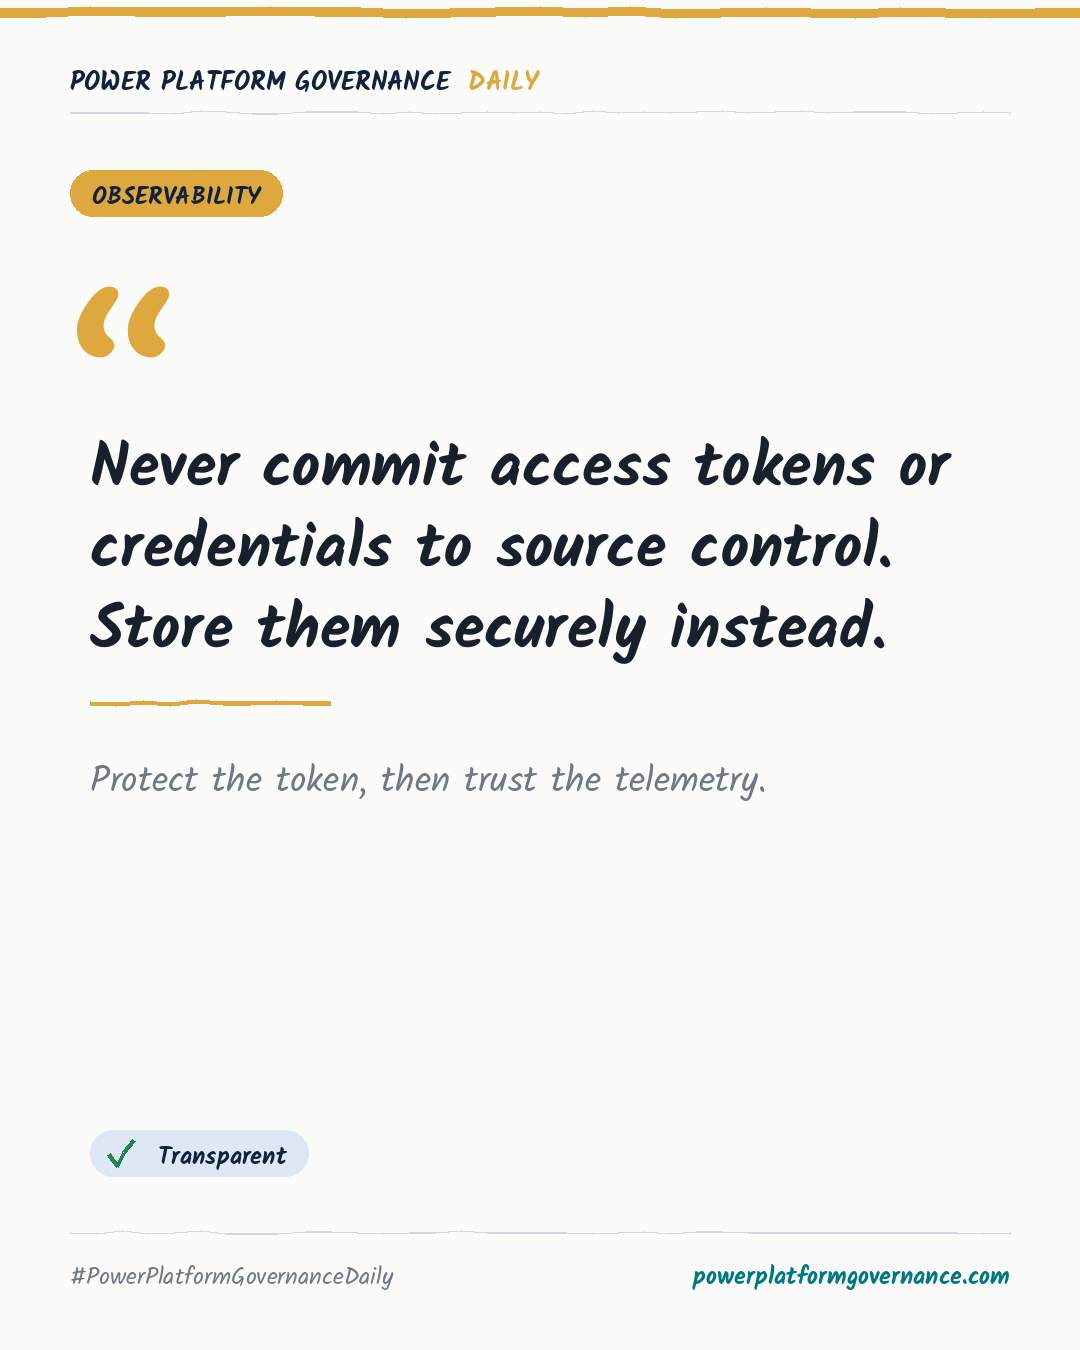 POWER PLATFORM GOVERNANCE DAILY
OBSERVABILITY
“
Never commit access tokens or
credentials to source control.
Store them securely instead.
Protect the token, then trust the telemetry.
✓ Transparent
#PowerPlatformGovernanceDaily
powerplatformgovernance.com